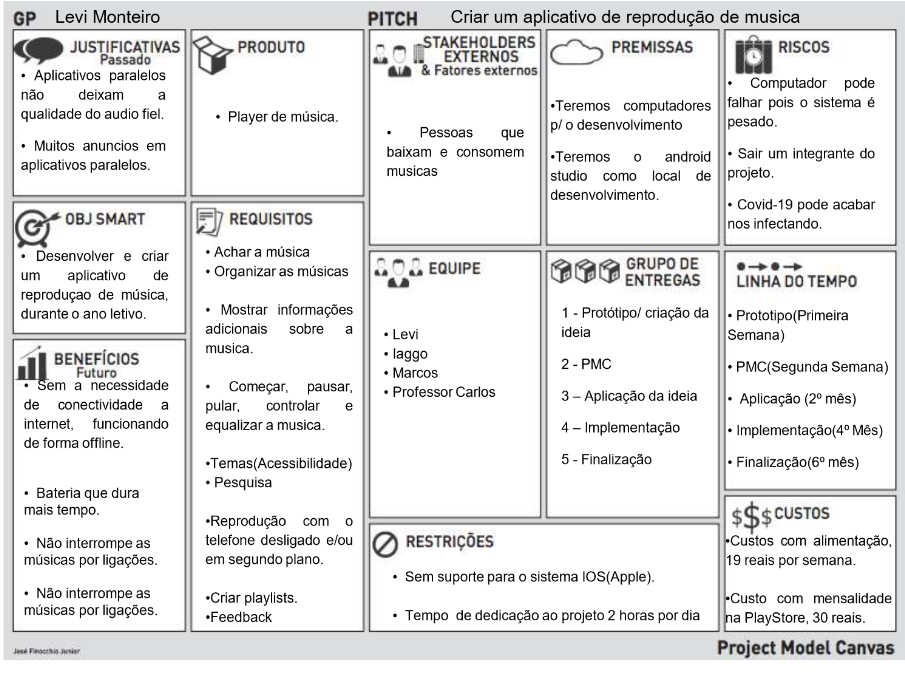 GP Levi Monteiro
PITCH Criar um aplicativo de reprodução de musica
JUSTIFICATIVAS
Passado
• Aplicativos paralelos
não deixam a
qualidade do audio fiel.
• Muitos anuncios em
aplicativos paralelos.
PRODUTO
• Player de música.
STAKEHOLDERS
EXTERNOS
& Fatores externos
• Pessoas que
baixam e consomem
musicas
PREMISSAS
•Teremos computadores
p/ o desenvolvimento
•Teremos o android
studio como local de
desenvolvimento.
RISCOS
• Computador pode
falhar pois o sistema é
pesado.
• Sair um integrante do
projeto.
• Covid-19 pode acabar
nos infectando.
OBJ SMART
• Desenvolver e criar
um aplicativo de
reproduçao de música,
durante o ano letivo.
REQUISITOS
• Achar a música
• Organizar as músicas
• Mostrar informações
adicionais sobre a
musica.
• Começar, pausar,
pular, controlar e
equalizar a musica.
•Temas(Acessibilidade)
• Pesquisa
•Reprodução com o
telefone desligado e/ou
em segundo plano.
•Criar playlists.
•Feedback
EQUIPE
• Levi
• Iaggo
• Marcos
• Professor Carlos
GRUPO DE
ENTREGAS
1 - Protótipo/ criação da
ideia
2 - PMC
3 – Aplicação da ideia
4 – Implementação
5 - Finalização
LINHA DO TEMPO
• Prototipo(Primeira
Semana)
• PMC(Segunda Semana)
• Aplicação (2º mês)
• Implementação(4º Mês)
• Finalização(6º mês)
BENEFÍCIOS
Futuro
• Sem a necessidade
de conectividade a
internet, funcionando
de forma offline.
• Bateria que dura
mais tempo.
• Não interrompe as
músicas por ligações.
• Não interrompe as
músicas por ligações.
RESTRIÇÕES
• Sem suporte para o sistema IOS(Apple).
• Tempo de dedicação ao projeto 2 horas por dia
$$$ CUSTOS
•Custos com alimentação,
19 reais por semana.
•Custo com mensalidade
na PlayStore, 30 reais.
José Finocchio Junior
Project Model Canvas